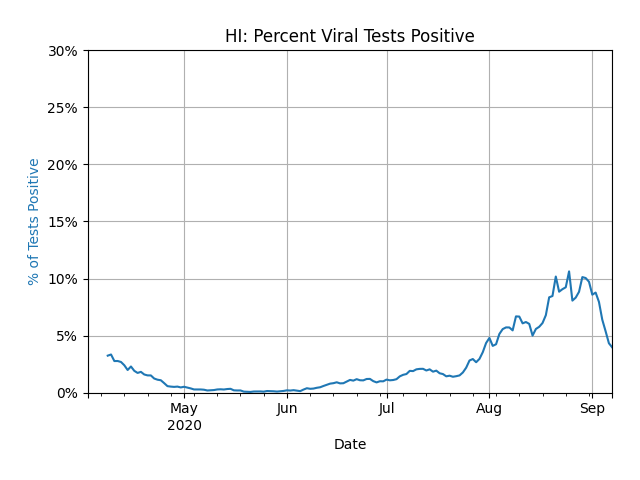 HI: Percent Viral Tests Positive
30%
25%
20%
15%
10%
5%
0%
% of Tests Positive
May Jun Jul Aug Sep
2020
Date